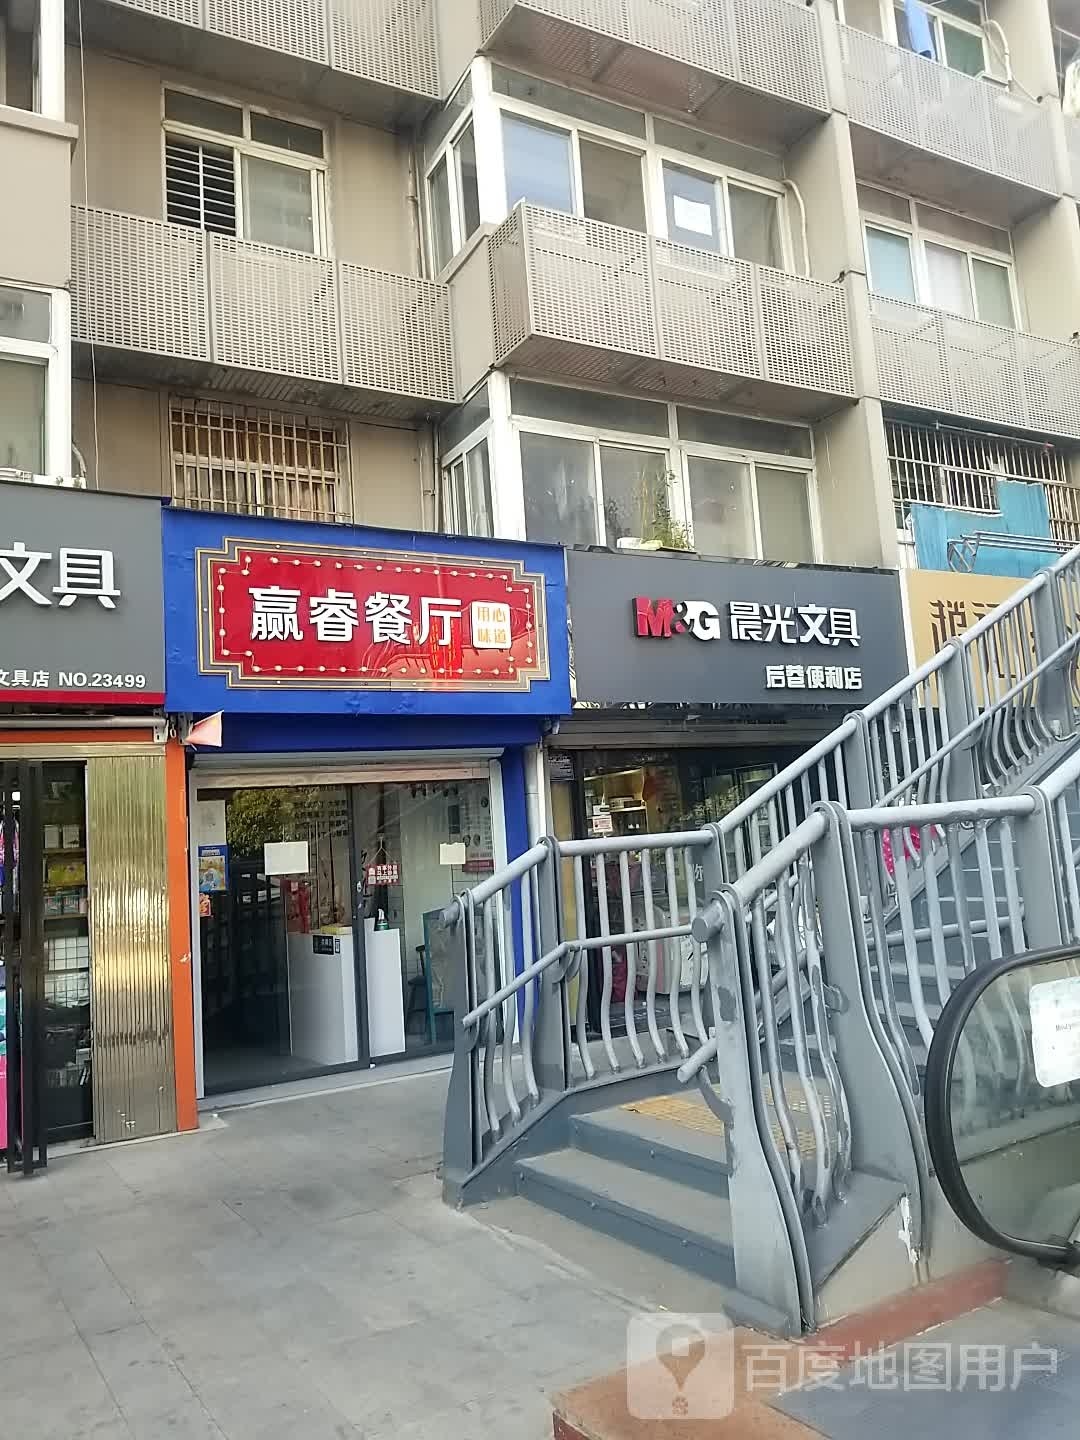 文具
文具店 NO.23499
赢睿餐厅
用心
味道
M&G 晨光文具
后巷便利店
百度地图用户